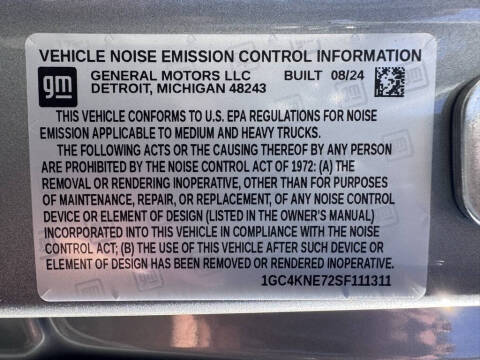 VEHICLE NOISE EMISSION CONTROL INFORMATION
gm GENERAL MOTORS LLC BUILT 08/24
DETROIT, MICHIGAN 48243
THIS VEHICLE CONFORMS TO U.S. EPA REGULATIONS FOR NOISE
EMISSION APPLICABLE TO MEDIUM AND HEAVY TRUCKS.
THE FOLLOWING ACTS OR THE CAUSING THEREOF BY ANY PERSON
ARE PROHIBITED BY THE NOISE CONTROL ACT OF 1972: (A) THE
REMOVAL OR RENDERING INOPERATIVE, OTHER THAN FOR PURPOSES
OF MAINTENANCE, REPAIR, OR REPLACEMENT, OF ANY NOISE CONTROL
DEVICE OR ELEMENT OF DESIGN (LISTED IN THE OWNER'S MANUAL)
INCORPORATED INTO THIS VEHICLE IN COMPLIANCE WITH THE NOISE
CONTROL ACT; (B) THE USE OF THIS VEHICLE AFTER SUCH DEVICE OR
ELEMENT OF DESIGN HAS BEEN REMOVED OR RENDERED INOPERATIVE.
1GC4KNE72SF111311